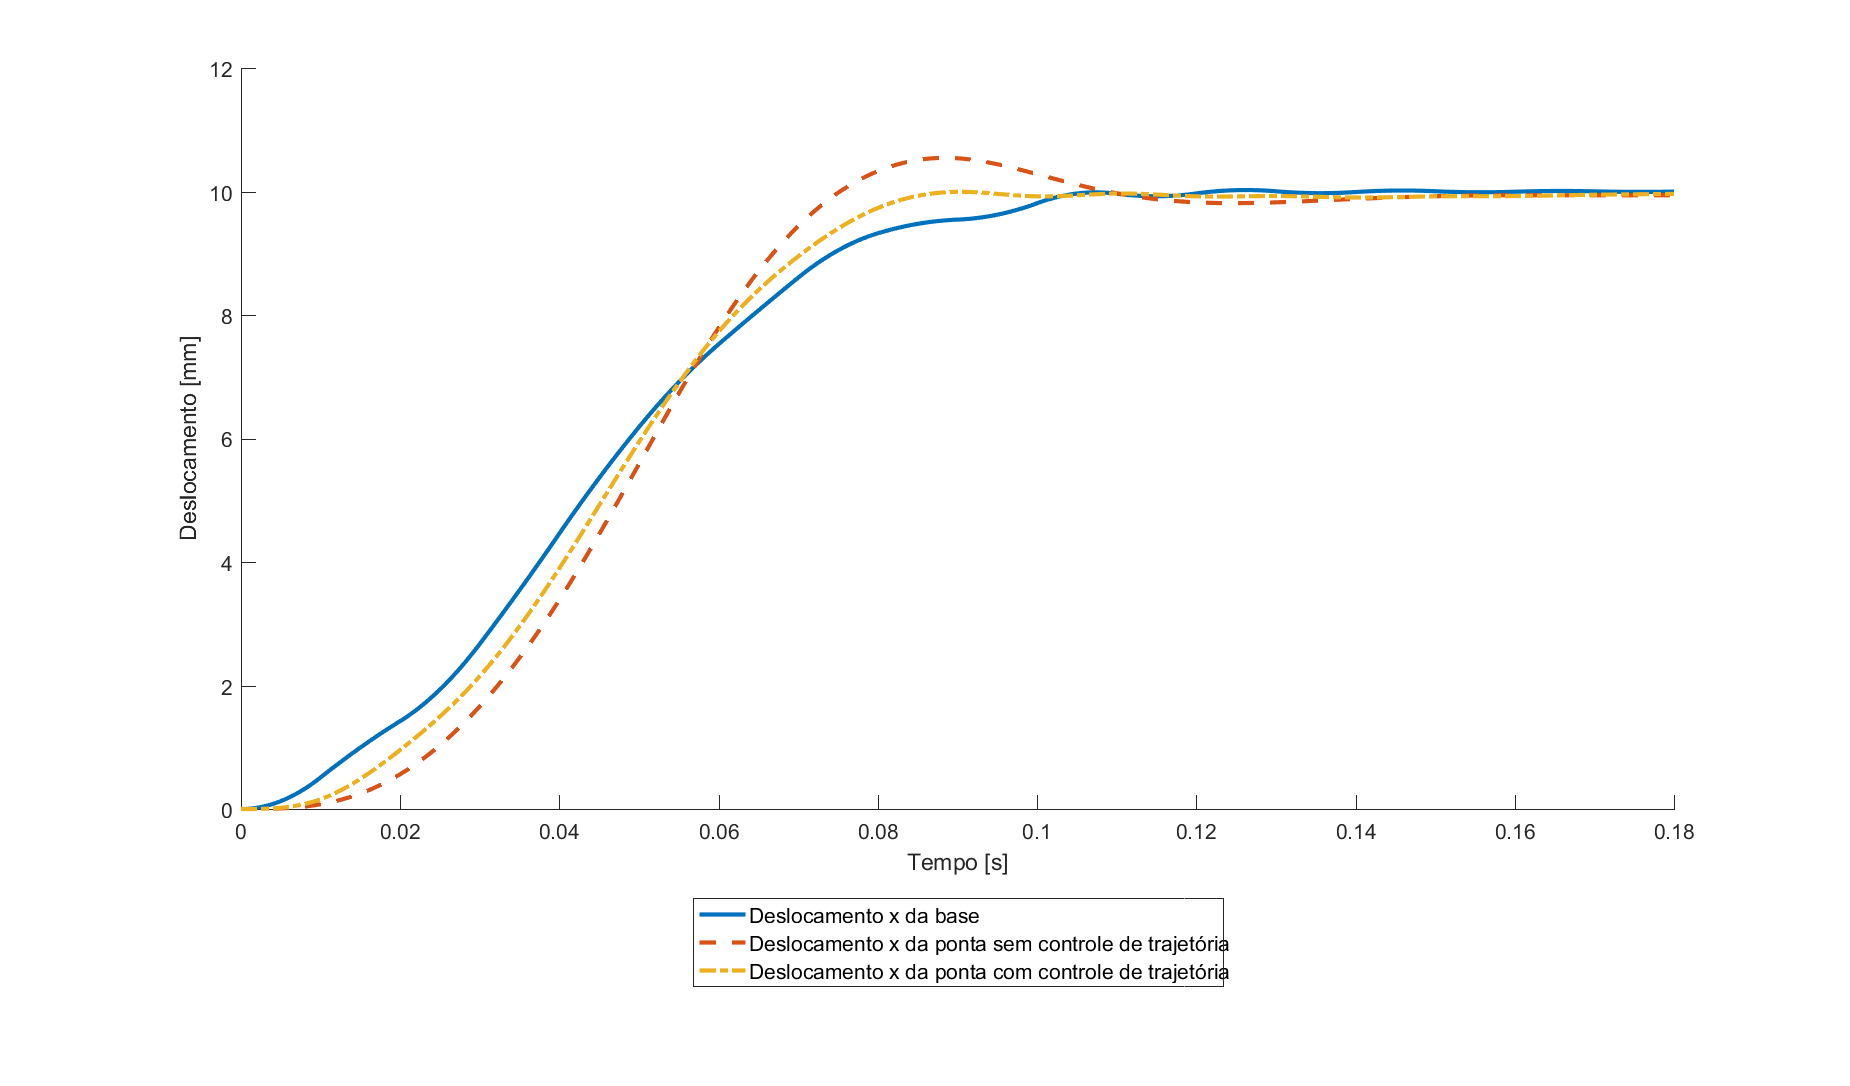 12
10
8
6
4
2
0
Deslocamento [mm]
0 0.02 0.04 0.06 0.08 0.1 0.12 0.14 0.16 0.18
Tempo [s]
Deslocamento x da base
Deslocamento x da ponta sem controle de trajetória
Deslocamento x da ponta com controle de trajetória